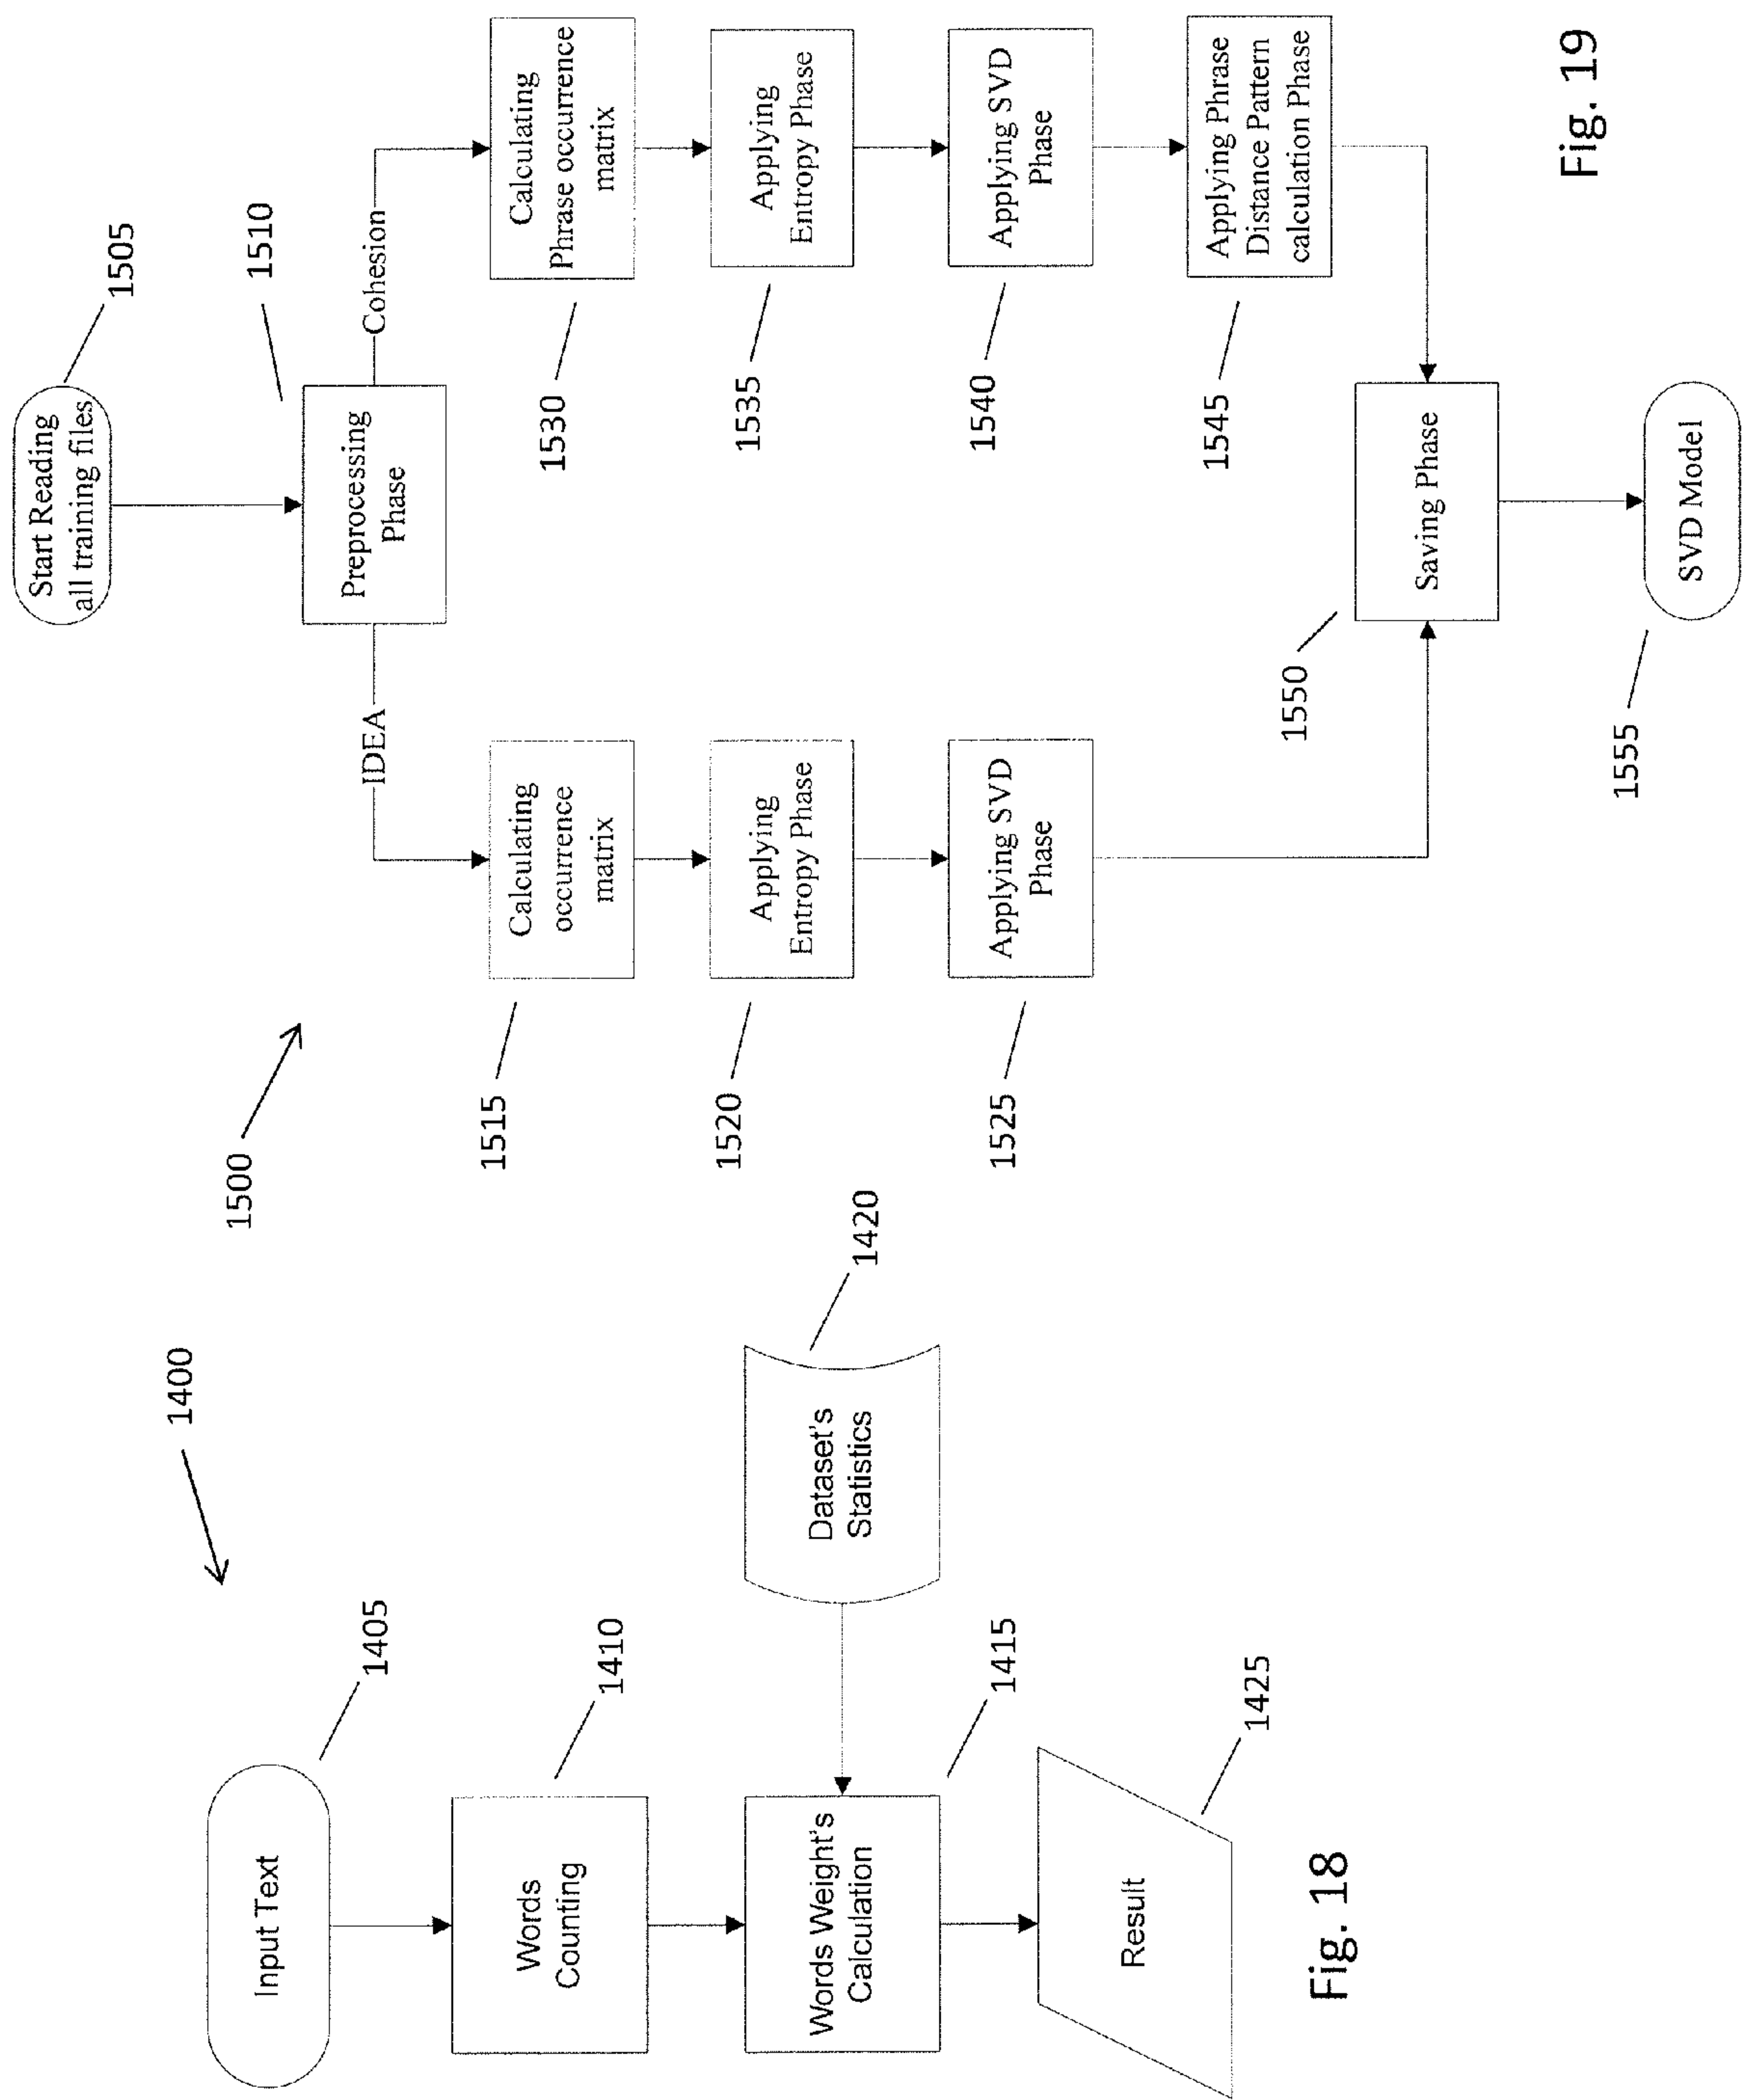 1400
Input Text
1405
Words
Counting
1410
Words Weight's
Calculation
1415
Dataset's
Statistics
1420
Result
1425
Fig. 18
1500
Start Reading
all training files
1505
Preprocessing
Phase
1510
IDEA
Cohesion
Calculating
occurrence
matrix
1515
Applying
Entropy Phase
1520
Applying SVD
Phase
1525
Calculating
Phrase occurrence
matrix
1530
Applying
Entropy Phase
1535
Applying SVD
Phase
1540
Applying Phrase
Distance Pattern
calculation Phase
1545
Saving Phase
1550
SVD Model
1555
Fig. 19